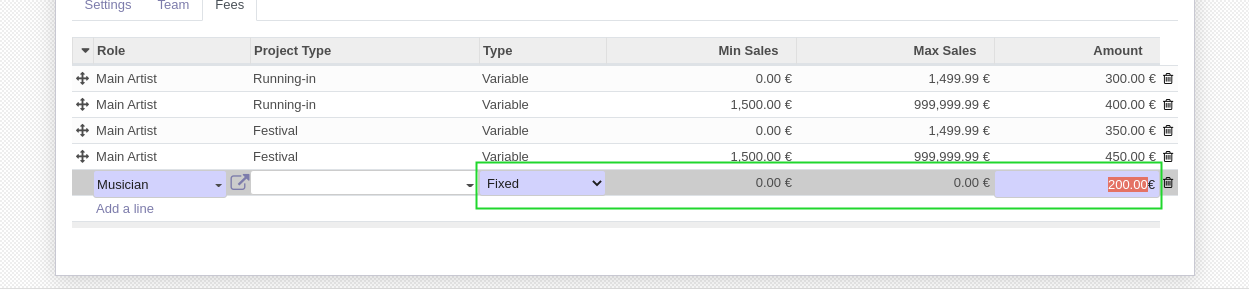 Settings Team Fees
Role Project Type Type Min Sales Max Sales Amount
Main Artist Running-in Variable 0.00 € 1,499.99 € 300.00 €
Main Artist Running-in Variable 1,500.00 € 999,999.99 € 400.00 €
Main Artist Festival Variable 0.00 € 1,499.99 € 350.00 €
Main Artist Festival Variable 1,500.00 € 999,999.99 € 450.00 €
Musician Fixed 0.00 € 0.00 € 200.00€
Add a line